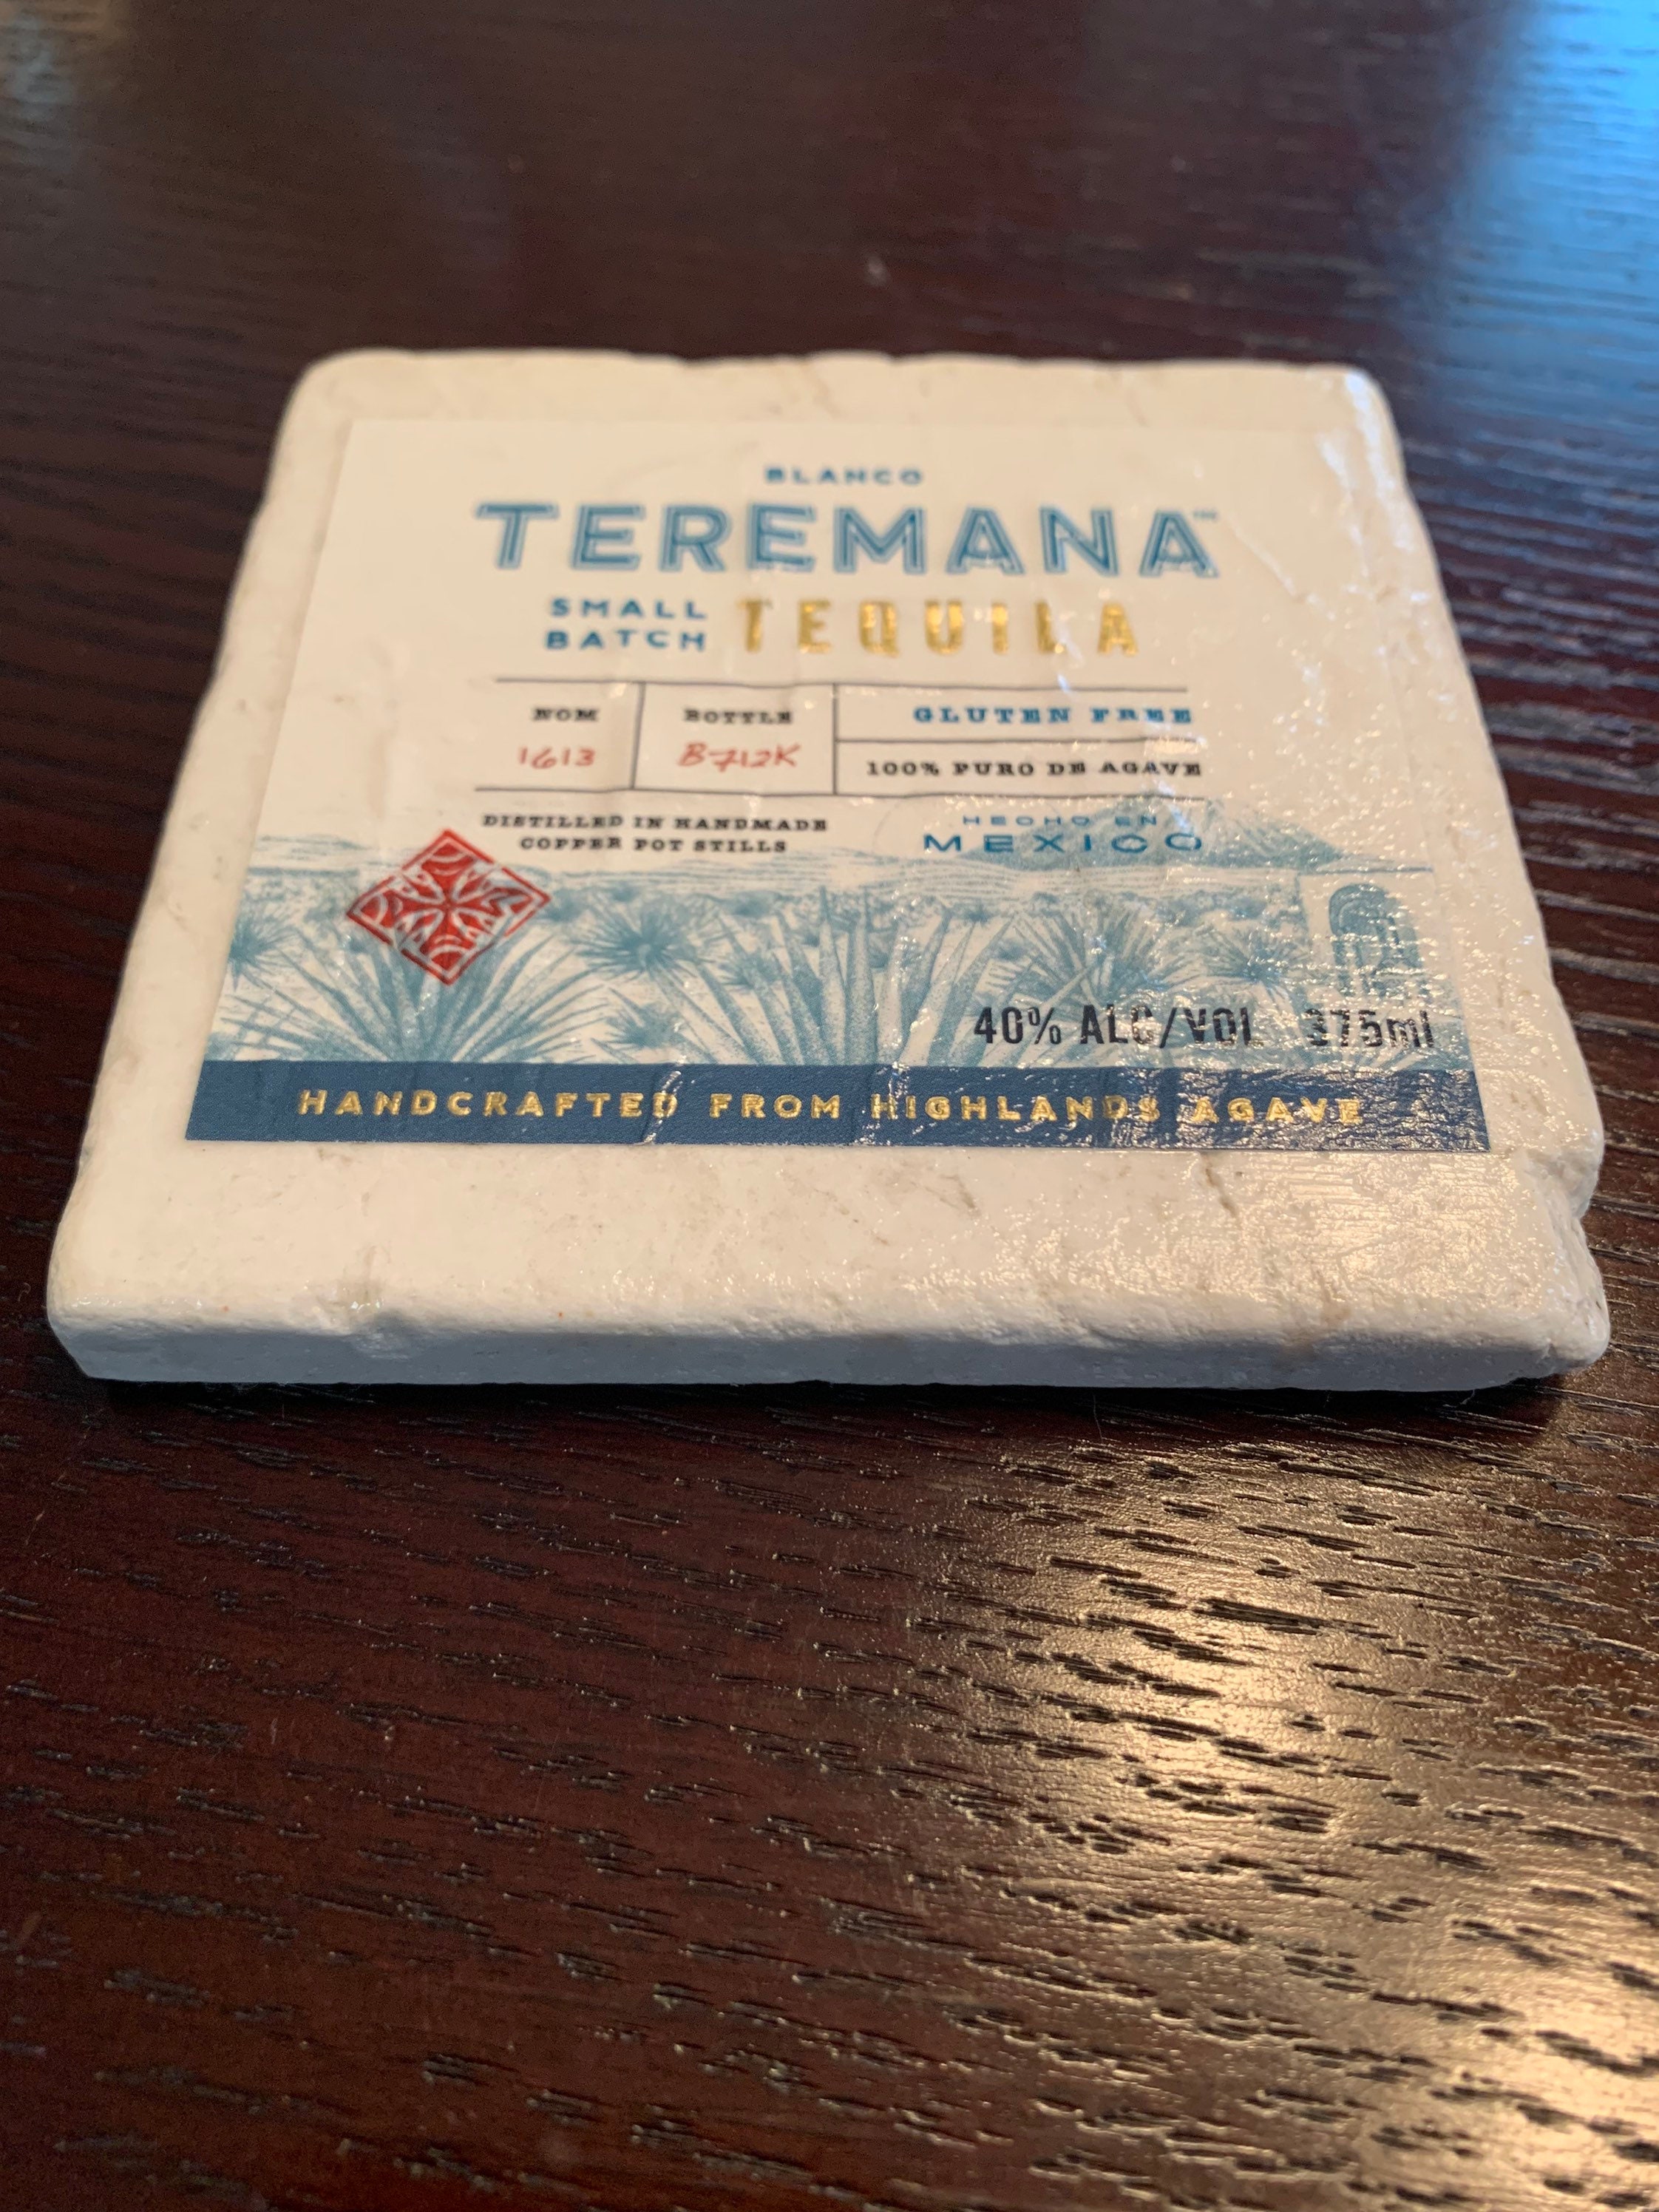 BLANCO
TEREMANA™
SMALL BATCH TEQUILA
NOM
1613
BOTTLE
B-712K
GLUTEN FREE
100% PURO DE AGAVE
DISTILLED IN HANDMADE
COPPER POT STILLS
HECHO EN
MEXICO
40% ALC/VOL 375ml
HANDCRAFTED FROM HIGHLANDS AGAVE